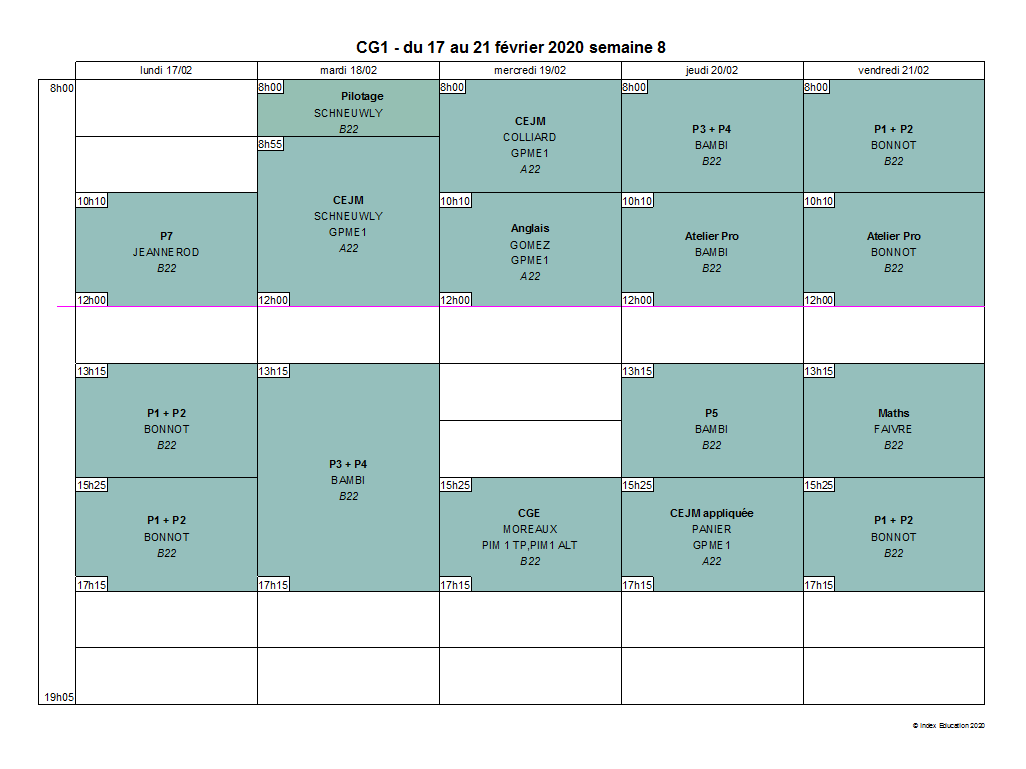 CG1 - du 17 au 21 février 2020 semaine 8
lundi 17/02
mardi 18/02
mercredi 19/02
jeudi 20/02
vendredi 21/02
8h00
19h05
10h10
P7
JEANNEROD
B22
12h00
13h15
P1 + P2
BONNOT
B22
15h25
P1 + P2
BONNOT
B22
17h15
8h00
Pilotage
SCHNEUWLY
B22
8h55
CEJM
SCHNEUWLY
GPME1
A22
12h00
13h15
P3 + P4
BAMBI
B22
17h15
8h00
CEJM
COLLIARD
GPME1
A22
10h10
Anglais
GOMEZ
GPME1
A22
12h00
15h25
CGE
MOREAUX
PIM 1 TP,PIM1 ALT
B22
17h15
8h00
P3 + P4
BAMBI
B22
10h10
Atelier Pro
BAMBI
B22
12h00
13h15
P5
BAMBI
B22
15h25
CEJM appliquée
PANIER
GPME1
A22
17h15
8h00
P1 + P2
BONNOT
B22
10h10
Atelier Pro
BONNOT
B22
12h00
13h15
Maths
FAIVRE
B22
15h25
P1 + P2
BONNOT
B22
17h15
© Index Education 2020